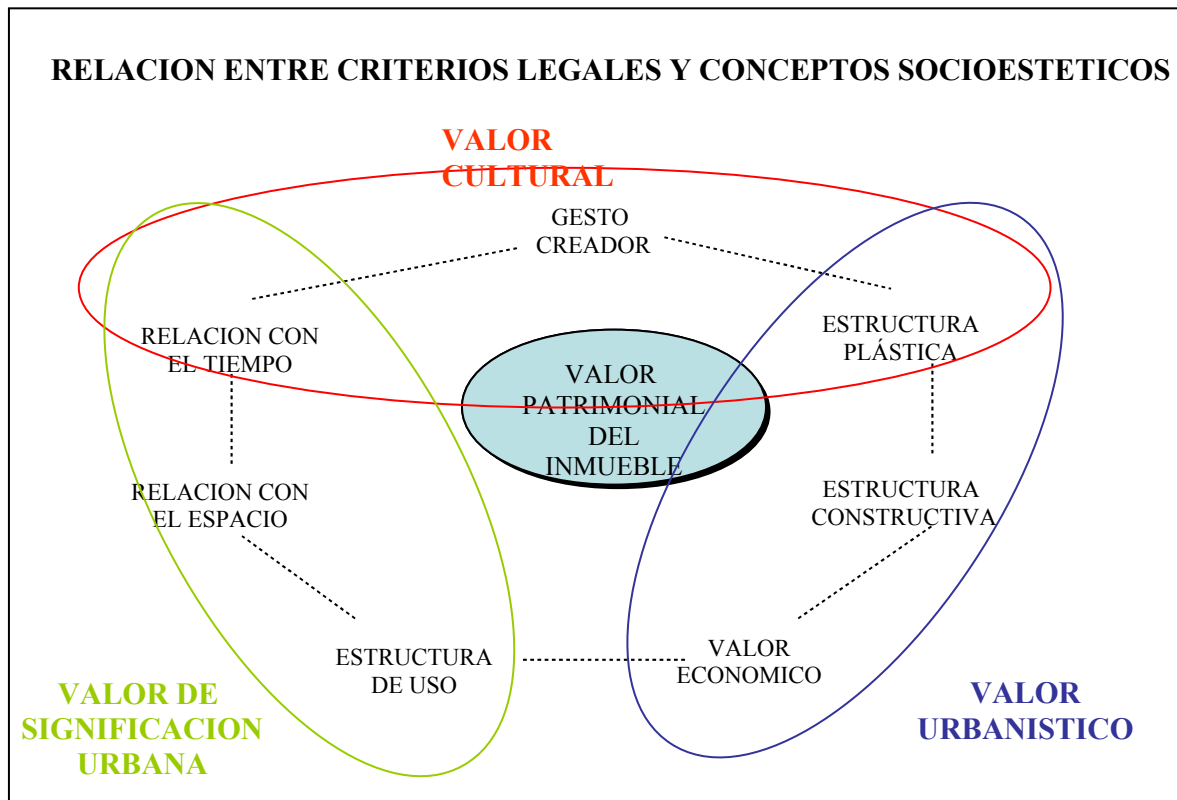 RELACION ENTRE CRITERIOS LEGALES Y CONCEPTOS SOCIOESTETICOS
VALOR
CULTURAL
GESTO
CREADOR
RELACION CON
EL TIEMPO
ESTRUCTURA
PLÁSTICA
VALOR
PATRIMONIAL
DEL
INMUEBLE
RELACION CON
EL ESPACIO
ESTRUCTURA
CONSTRUCTIVA
ESTRUCTURA
DE USO
VALOR
ECONOMICO
VALOR DE
SIGNIFICACION
URBANA
VALOR
URBANISTICO